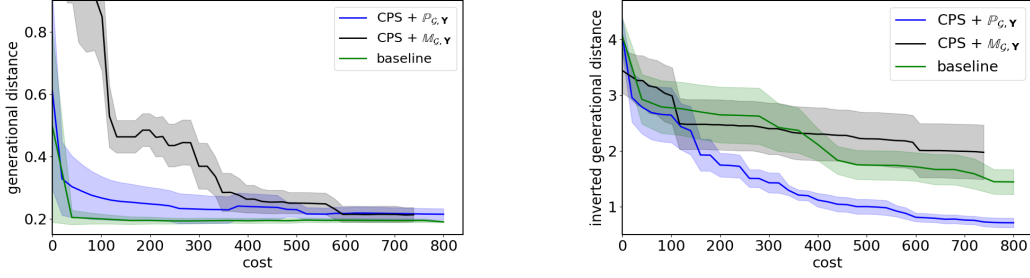 generational distance
0.8
0.6
0.4
0.2
0 100 200 300 400 500 600 700 800
cost
CPS + ℙ𝒢,𝐘
CPS + 𝕄𝒢,𝐘
baseline
inverted generational distance
4
3
2
1
0 100 200 300 400 500 600 700 800
cost
CPS + ℙ𝒢,𝐘
CPS + 𝕄𝒢,𝐘
baseline